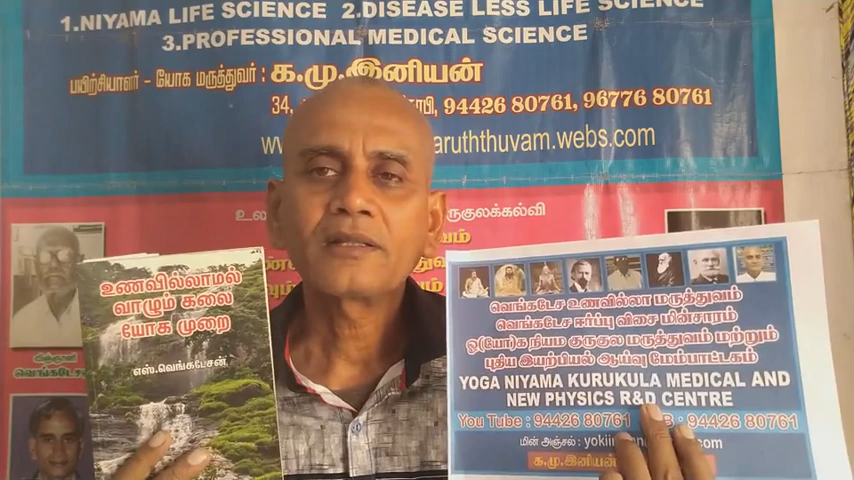 1.NIYAMA LIFE SCIENCE 2.DISEASE LESS LIFE SCIENCE
3.PROFESSIONAL MEDICAL SCIENCE
பயிற்சியாளர் - யோக மருத்துவர் : க.மு.இனியன்
34, 94426 80761, 96776 80761
aruththuvam.webs.com
உணவில்லாமல்
வாழும் கலை
யோக முறை
எஸ்.வெங்கடேசன்
வெங்கடேச உணவில்லா மருத்துவம்
வெங்கடேச ஈர்ப்பு விசை மின்சாரம்
ஓ(யோ)க நியம குருகுல மருத்துவம் மற்றும்
புதிய இயற்பியல் ஆய்வு மேம்பாட்டகம்
YOGA NIYAMA KURUKULA MEDICAL AND
NEW PHYSICS R&D CENTRE
You Tube : 94426 80761 94426 80761
மின் அஞ்சல் :
க.மு.இனியன்